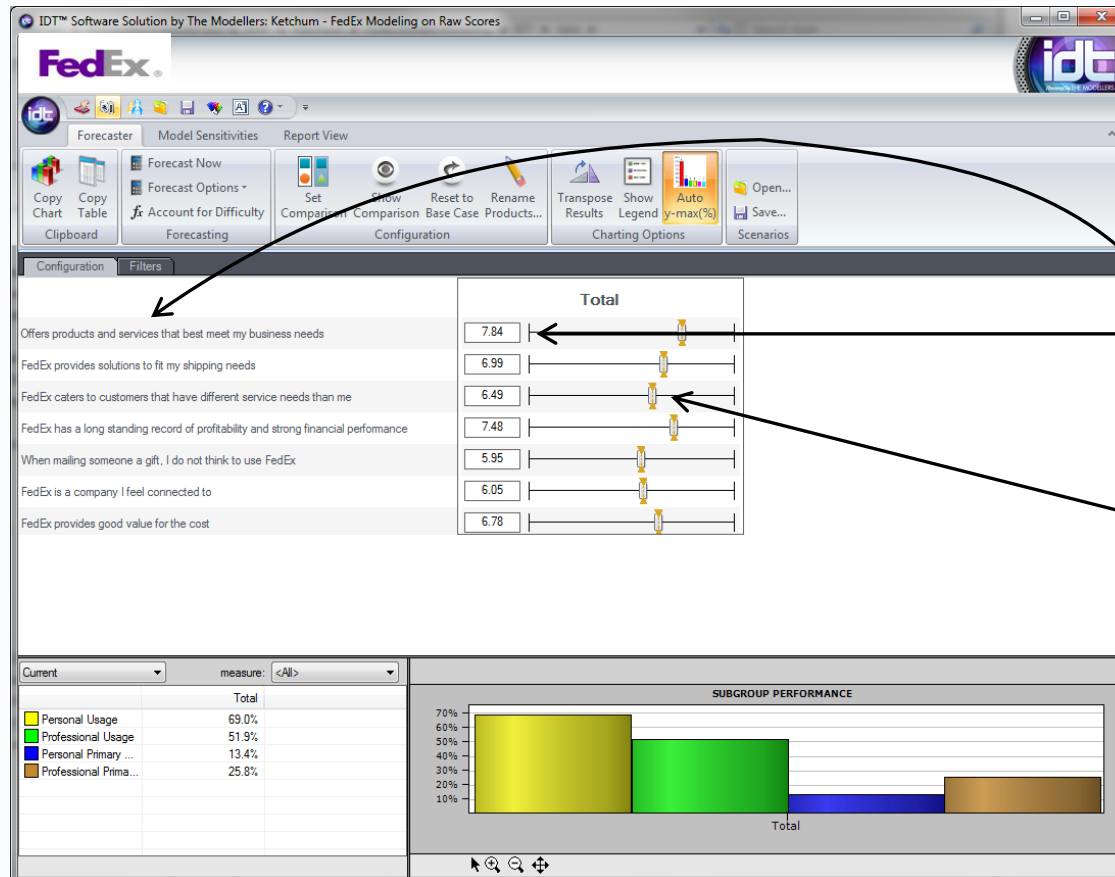 IDT™ Software Solution by The Modellers: Ketchum - FedEx Modeling on Raw Scores
FedEx®
idt
idt
Forecaster Model Sensitivities Report View
Copy Chart
Copy Table
Forecast Now
Forecast Options
fx Account for Difficulty
Set Comparison
Show Comparison
Reset to Base Case
Rename Products...
Transpose Results
Show Legend
Auto y-max(%)
Open...
Save...
Clipboard Forecasting Configuration Charting Options Scenarios
Configuration Filters
Total
Offers products and services that best meet my business needs 7.84
FedEx provides solutions to fit my shipping needs 6.99
FedEx caters to customers that have different service needs than me 6.49
FedEx has a long standing record of profitability and strong financial performance 7.48
When mailing someone a gift, I do not think to use FedEx 5.95
FedEx is a company I feel connected to 6.05
FedEx provides good value for the cost 6.78
Current measure: <All>
Total
Personal Usage 69.0%
Professional Usage 51.9%
Personal Primary ... 13.4%
Professional Prima... 25.8%
SUBGROUP PERFORMANCE
70%
60%
50%
40%
30%
20%
10%
Total